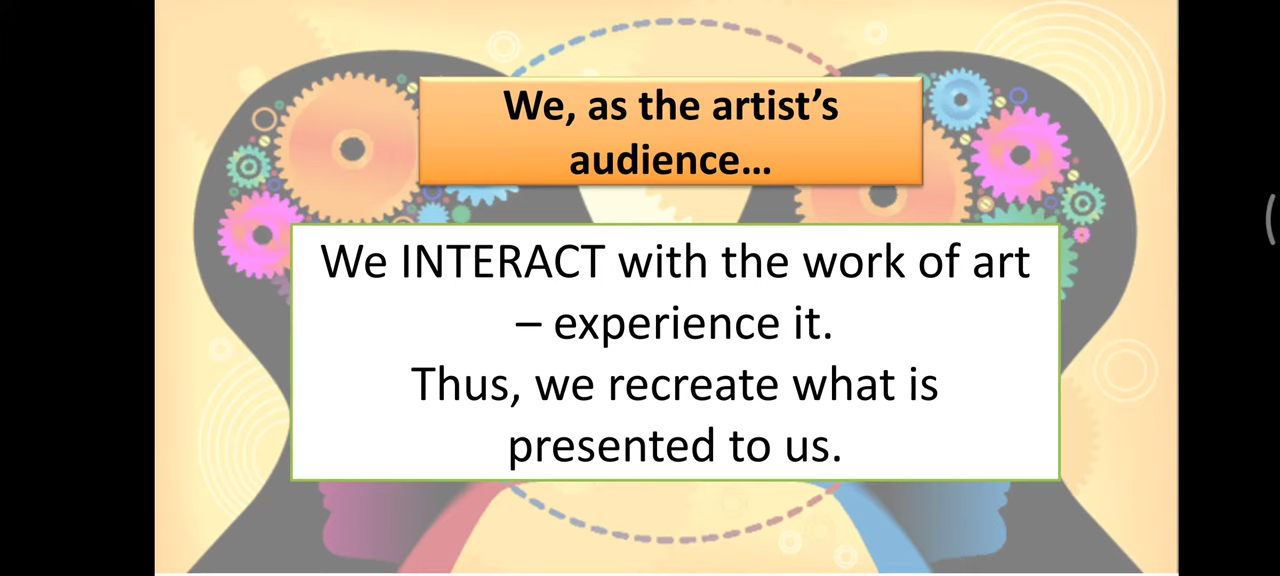 We, as the artist’s
audience…
We INTERACT with the work of art
– experience it.
Thus, we recreate what is
presented to us.